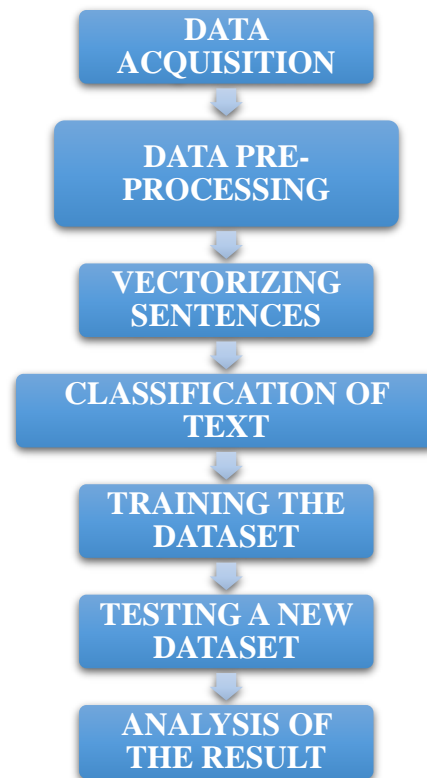 DATA
ACQUISITION
DATA PRE-
PROCESSING
VECTORIZING
SENTENCES
CLASSIFICATION OF
TEXT
TRAINING THE
DATASET
TESTING A NEW
DATASET
ANALYSIS OF
THE RESULT